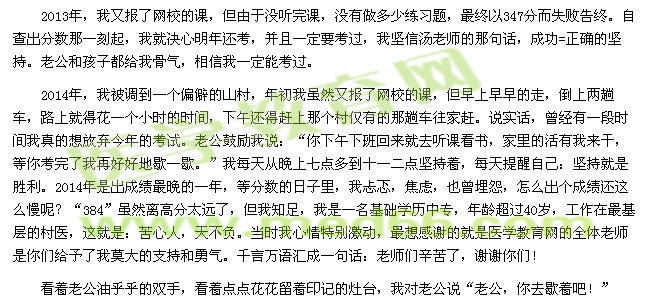 2013年，我又报了网校的课，但由于没听完课，没有做多少练习题，最终以347分而失败告终。自
查出分数那一刻起，我就决心明年还考，并且一定要考过，我坚信汤老师的那句话，成功=正确的坚
持。老公和孩子都给我骨气，相信我一定能考过。
2014年，我被调到一个偏僻的山村，年初我虽然又报了网校的课，但早上早早的走，倒上两趟
车，路上就得花一个小时的时间，下午还得赶上那个村仅有的那趟车往家赶。说实话，曾经有一段时
间我真的想放弃今年的考试。老公鼓励我说：“你下午下班回来就去听课看书，家里的活有我来干，
等你考完了我再好好地歇一歇。”我每天从晚上七点多到十一二点坚持着，每天提醒自己：坚持就是
胜利。2014年是出成绩最晚的一年，等分数的日子里，我忐忑，焦虑，也曾埋怨，怎么出个成绩还这
么慢呢？“384”虽然离高分太远了，但我知足，我是一名基础学历中专，年龄超过40岁，工作在最基
层的村医，这就是：苦心人，天不负。当时我心情特别激动，最想感谢的就是医学教育网的全体老师
是你们给予了我莫大的支持和勇气。千言万语汇成一句话：老师们辛苦了，谢谢你们！
看着老公油乎乎的双手，看着点点花花留着印记的灶台，我对老公说“老公，你去歇着吧！”
医学教育网
www.med66.com